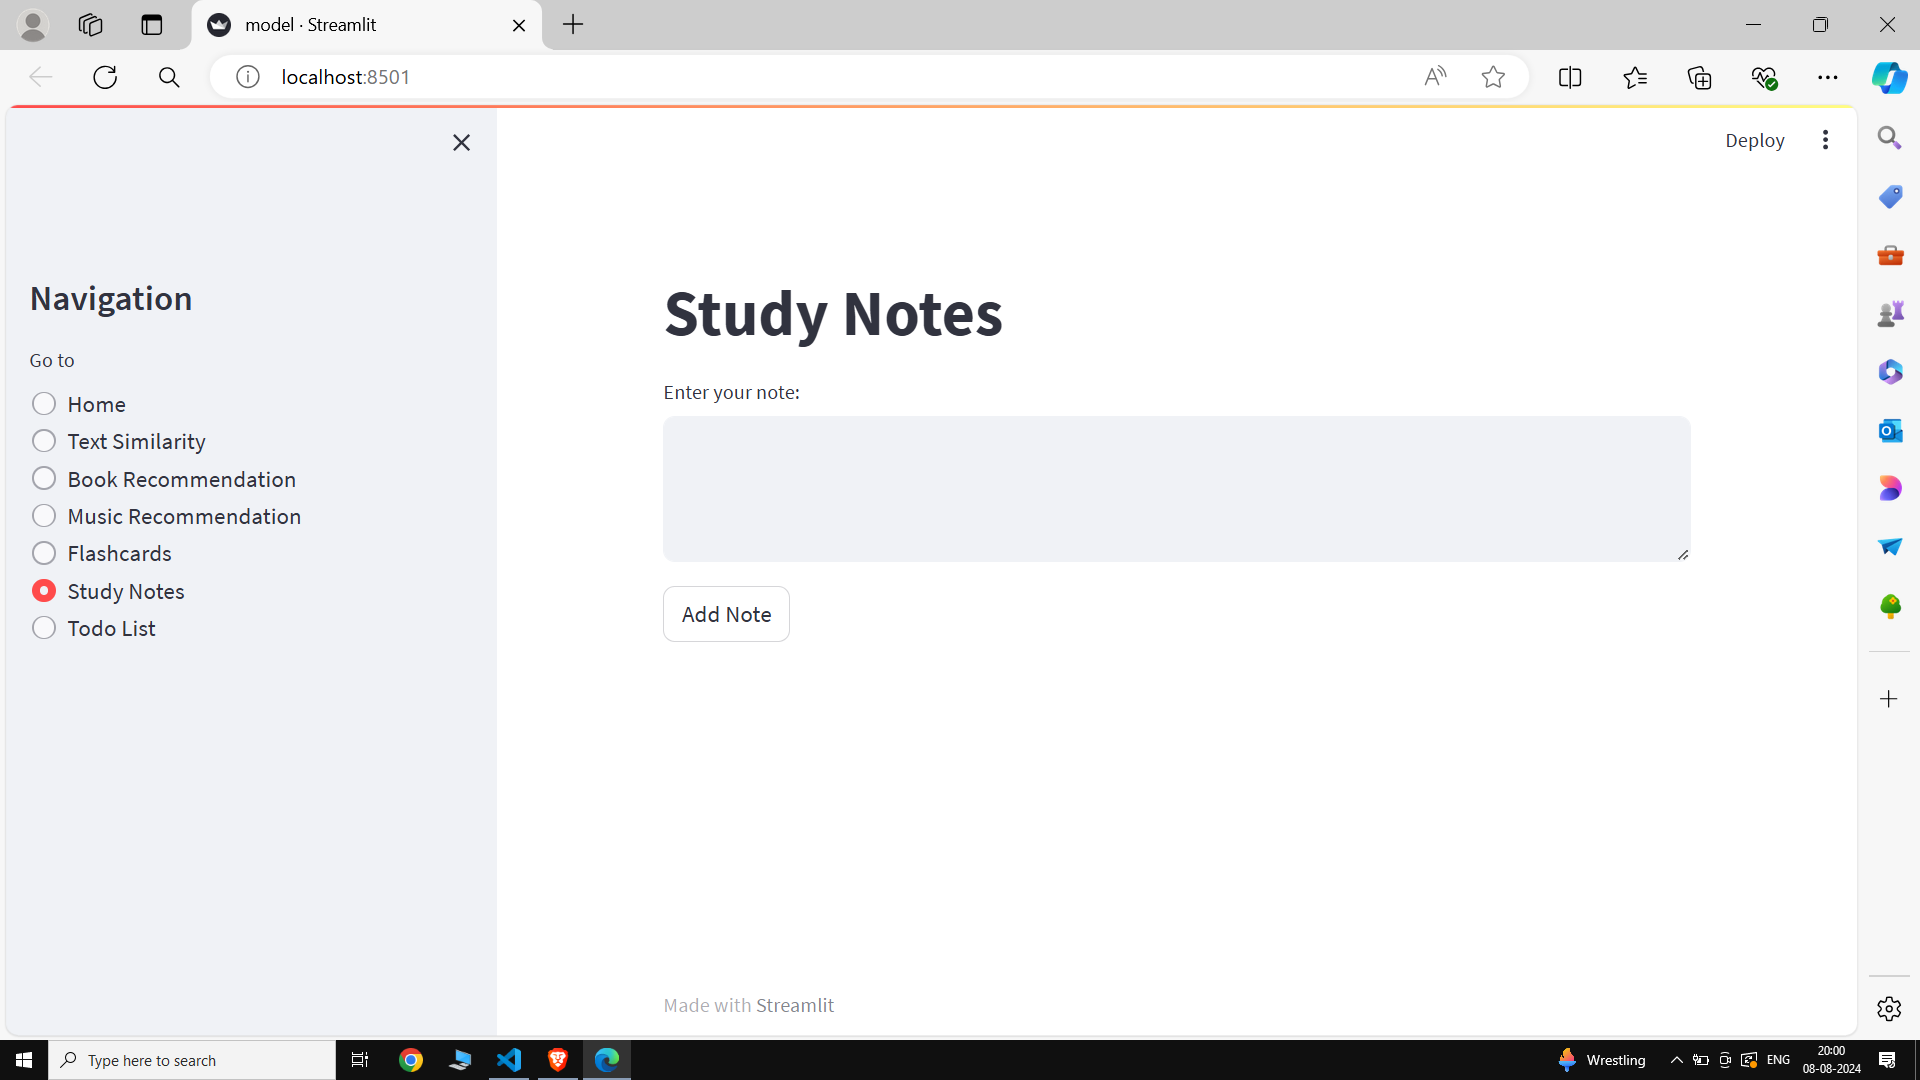 model · Streamlit
localhost:8501
Deploy
Navigation
Go to
Home
Text Similarity
Book Recommendation
Music Recommendation
Flashcards
Study Notes
Todo List
Study Notes
Enter your note:
Add Note
Made with Streamlit
Type here to search
Wrestling
ENG
20:00
08-08-2024